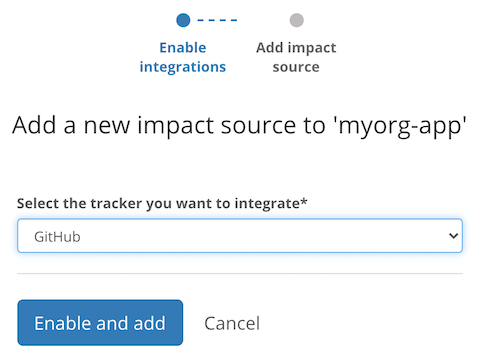 Enable
integrations
Add impact
source
Add a new impact source to 'myorg-app'
Select the tracker you want to integrate*
GitHub
Enable and add
Cancel